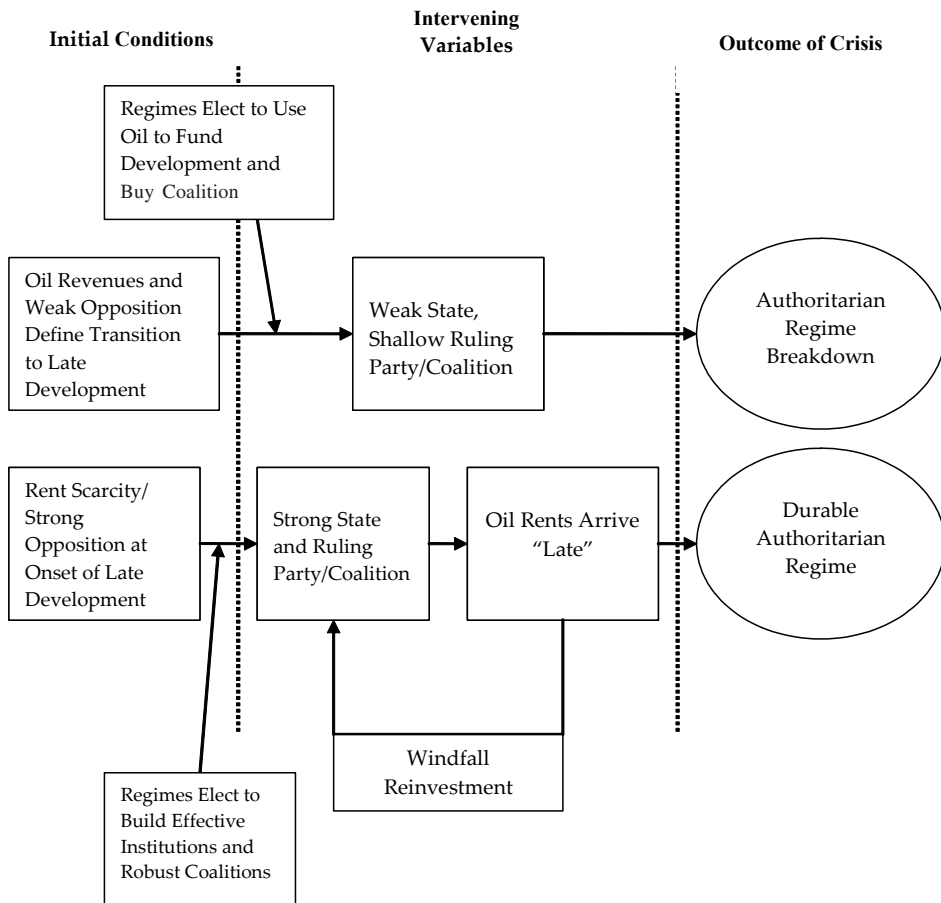 Initial Conditions
Intervening
Variables
Outcome of Crisis
Regimes Elect to Use
Oil to Fund
Development and
Buy Coalition
Oil Revenues and
Weak Opposition
Define Transition
to Late
Development
Weak State,
Shallow Ruling
Party/Coalition
Authoritarian
Regime
Breakdown
Rent Scarcity/
Strong
Opposition at
Onset of Late
Development
Strong State
and Ruling
Party/Coalition
Oil Rents Arrive
“Late”
Durable
Authoritarian
Regime
Windfall
Reinvestment
Regimes Elect to
Build Effective
Institutions and
Robust Coalitions